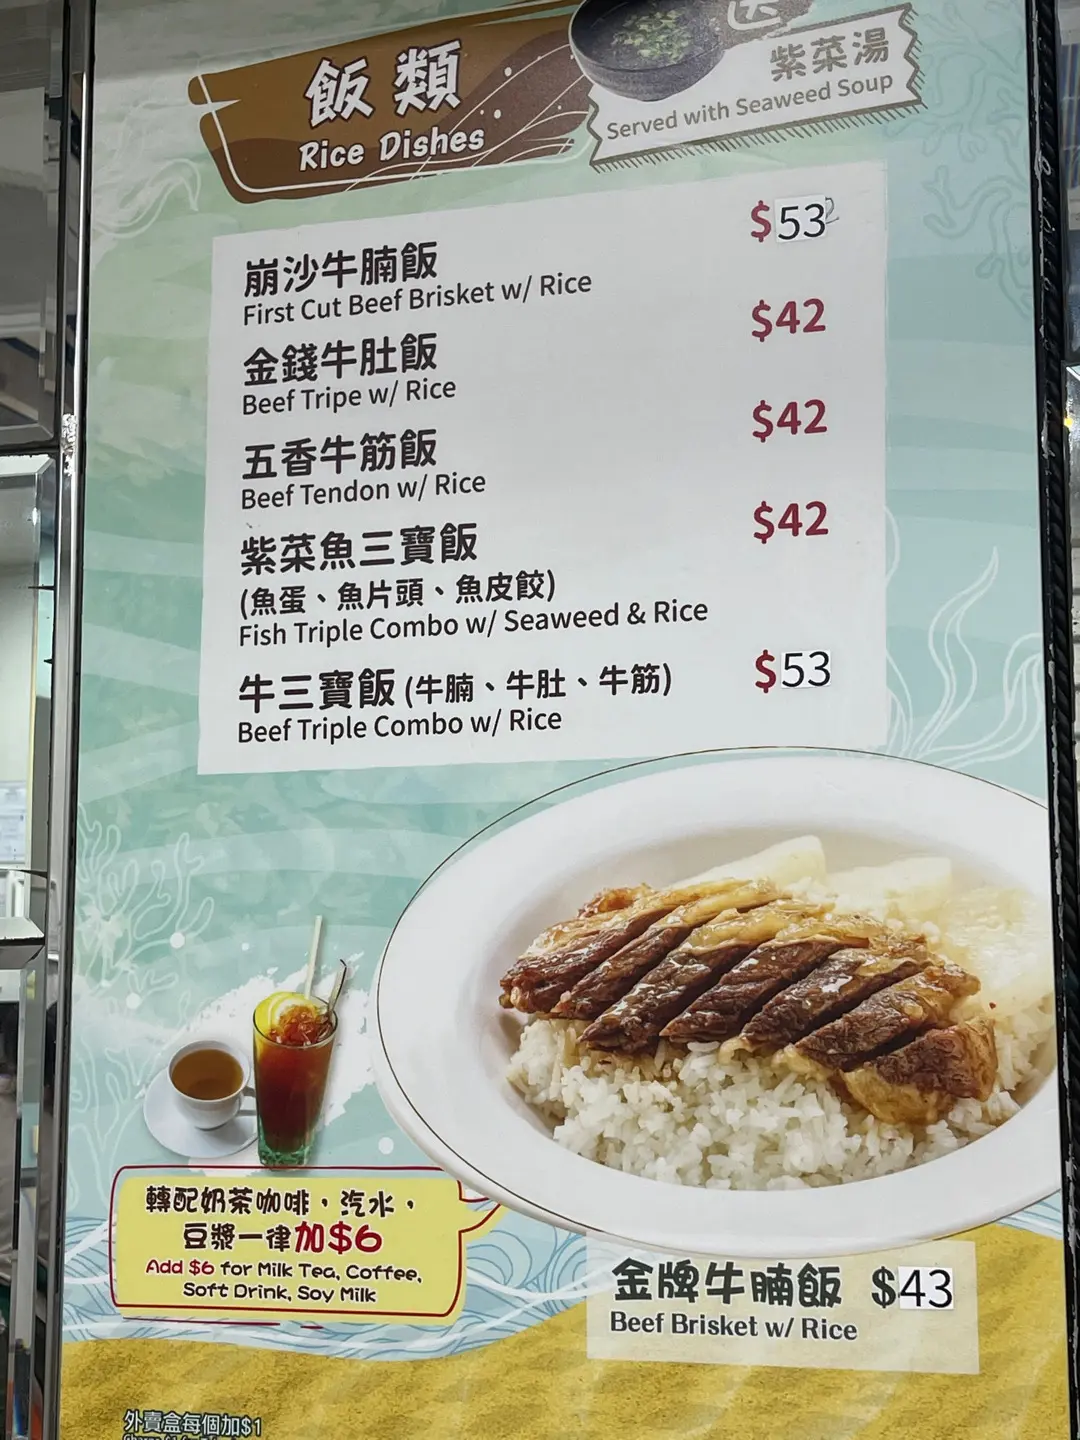 飯類
Rice Dishes
送
紫菜湯
Served with Seaweed Soup
崩沙牛腩飯 $53
First Cut Beef Brisket w/ Rice
金錢牛肚飯 $42
Beef Tripe w/ Rice
五香牛筋飯 $42
Beef Tendon w/ Rice
紫菜魚三寶飯 $42
(魚蛋、魚片頭、魚皮餃)
Fish Triple Combo w/ Seaweed & Rice
牛三寶飯 (牛腩、牛肚、牛筋) $53
Beef Triple Combo w/ Rice
轉配奶茶咖啡，汽水，
豆漿一律加$6
Add $6 for Milk Tea, Coffee,
Soft Drink, Soy Milk
金牌牛腩飯 $43
Beef Brisket w/ Rice
外賣盒每個加$1